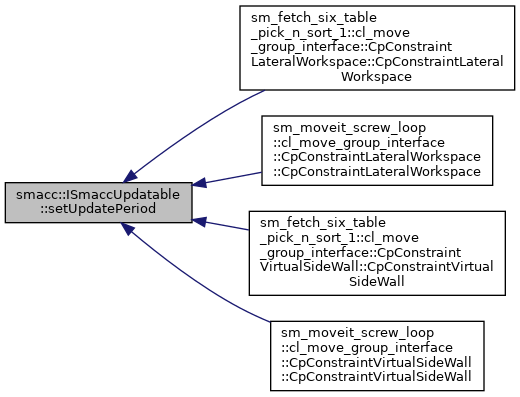 sm_fetch_six_table
_pick_n_sort_1::cl_move
_group_interface::CpConstraint
LateralWorkspace::CpConstraintLateral
Workspace
sm_moveit_screw_loop
::cl_move_group_interface
::CpConstraintLateralWorkspace
::CpConstraintLateralWorkspace
smacc::ISmaccUpdatable
::setUpdatePeriod
sm_fetch_six_table
_pick_n_sort_1::cl_move
_group_interface::CpConstraint
VirtualSideWall::CpConstraintVirtual
SideWall
sm_moveit_screw_loop
::cl_move_group_interface
::CpConstraintVirtualSideWall
::CpConstraintVirtualSideWall